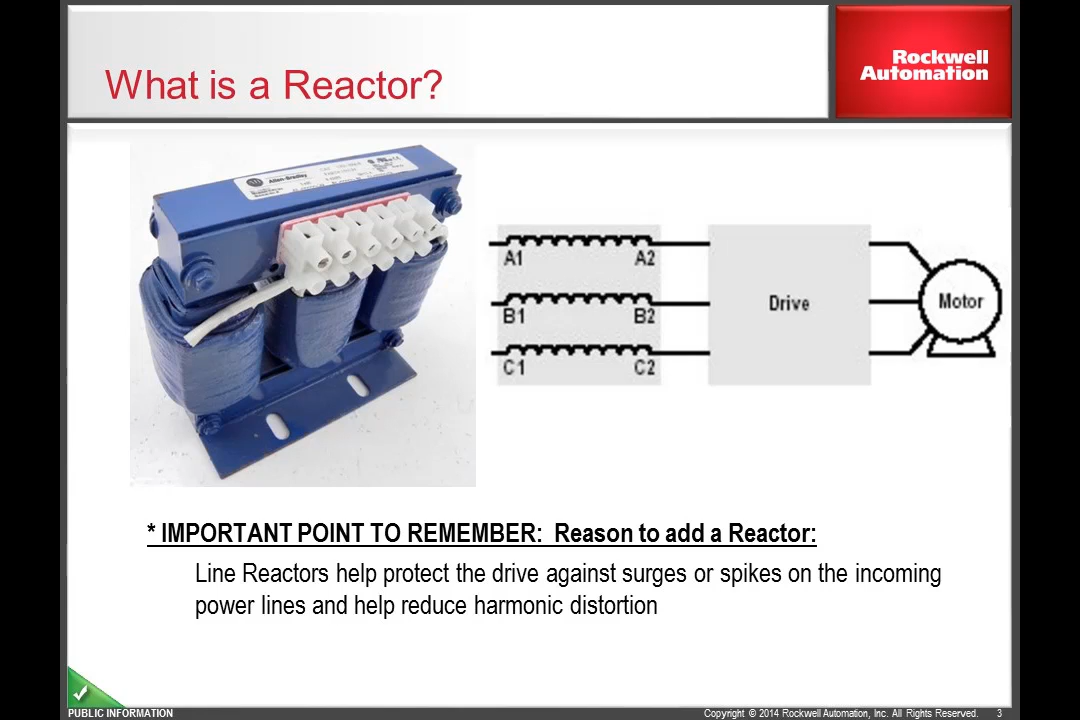 What is a Reactor?
Rockwell
Automation
Allen-Bradley
A1 A2
B1 B2
C1 C2
Drive
Motor
* IMPORTANT POINT TO REMEMBER: Reason to add a Reactor:
Line Reactors help protect the drive against surges or spikes on the incoming
power lines and help reduce harmonic distortion
PUBLIC INFORMATION
Copyright © 2014 Rockwell Automation, Inc. All Rights Reserved. 3